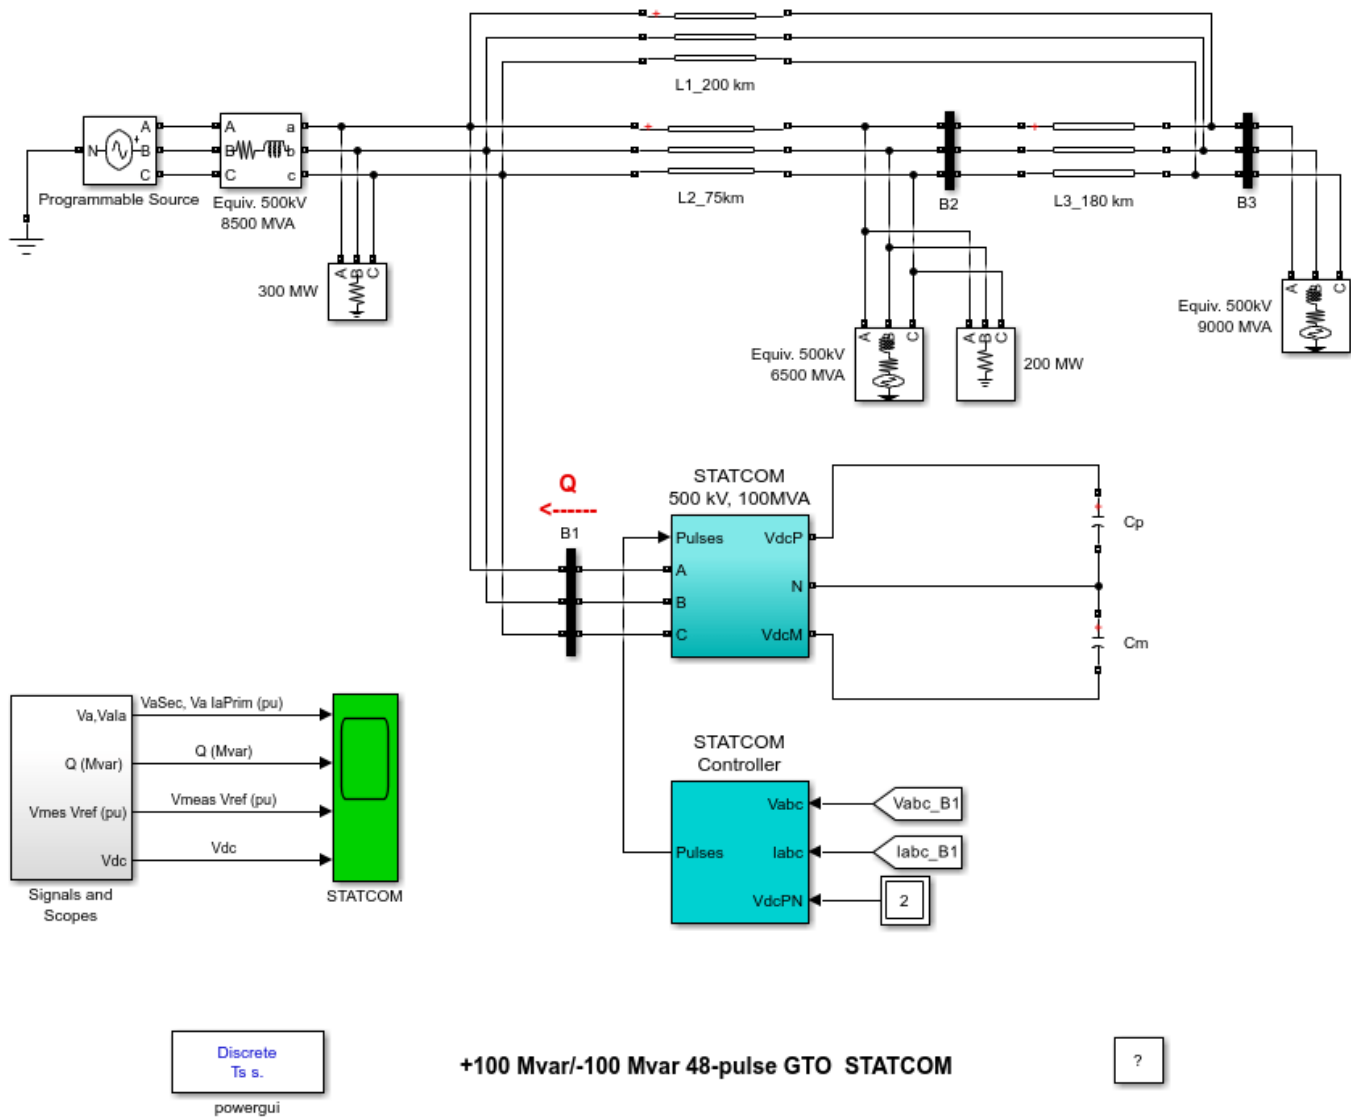 L1_200 km
A
N
B
C
Programmable Source
A
B
C
a
b
c
Equiv. 500kV
8500 MVA
L2_75km
B2
L3_180 km
B3
A
B
C
300 MW
A
B
C
Equiv. 500kV
6500 MVA
A
B
C
200 MW
A
B
C
Equiv. 500kV
9000 MVA
Q
<------
B1
STATCOM
500 kV, 100MVA
Pulses
VdcP
A
N
B
C
VdcM
Cp
Cm
Va,VaIa
VaSec, Va IaPrim (pu)
Q (Mvar)
Q (Mvar)
Vmes Vref (pu)
Vmeas Vref (pu)
Vdc
Vdc
Signals and
Scopes
STATCOM
STATCOM
Controller
Vabc
Vabc_B1
Pulses
Iabc
Iabc_B1
VdcPN
2
Discrete
Ts s.
powergui
+100 Mvar/-100 Mvar 48-pulse GTO  STATCOM
?